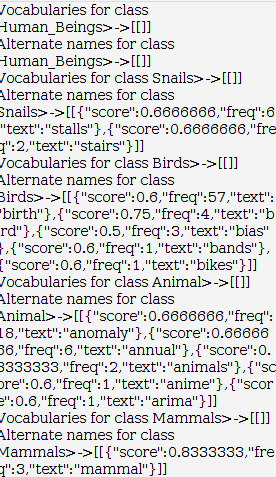 Vocabularies for class
Human_Beings>->[[]]
Alternate names for class
Human_Beings>->[[]]
Vocabularies for class Snails>->[[]]
Alternate names for class
Snails>->[[{"score":0.6666666,"freq":6
,"text":"stalls"},{"score":0.6666666,"fre
q":2,"text":"stairs"}]]
Vocabularies for class Birds>->[[]]
Alternate names for class
Birds>->[[{"score":0.6,"freq":57,"text":
"birth"},{"score":0.75,"freq":4,"text":"b
rd"},{"score":0.5,"freq":3,"text":"bias"
},{"score":0.6,"freq":1,"text":"bands"},
{"score":0.6,"freq":1,"text":"bikes"}]]
Vocabularies for class Animal>->[[]]
Alternate names for class
Animal>->[[{"score":0.6666666,"freq":
18,"text":"anomaly"},{"score":0.66666
66,"freq":6,"text":"annual"},{"score":0.
8333333,"freq":2,"text":"animals"},{"sc
ore":0.6,"freq":1,"text":"anime"},{"scor
e":0.6,"freq":1,"text":"arima"}]]
Vocabularies for class Mammals>->[[]]
Alternate names for class
Mammals>->[[{"score":0.8333333,"freq
":3,"text":"mammal"}]]